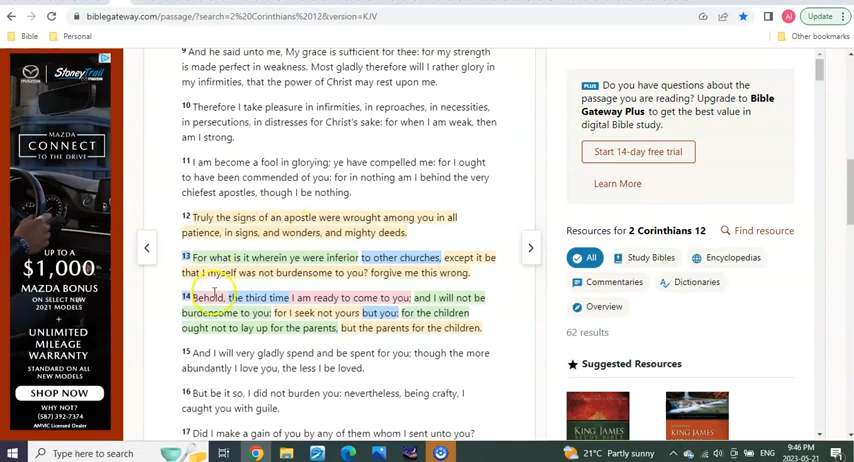 biblegateway.com/passage/?search=2%20Corinthians%2012&version=KJV
AI
Update
Bible
Personal
Other bookmarks
mazda
STONEYTRAIL
mazda
MAZDA
CONNECT
TO THE DRIVE
UP TO A
$1,000
MAZDA BONUS
ON SELECT NEW
2021 MODELS
+
UNLIMITED
MILEAGE
WARRANTY
STANDARD ON
ALL NEW
MODELS
SHOP NOW
WHY NOT?
(587) 392-7374
AMVIC Licensed Dealer
9 And he said unto me, My grace is sufficient for thee: for my strength
is made perfect in weakness. Most gladly therefore will I rather glory in
my infirmities, that the power of Christ may rest upon me.
10 Therefore I take pleasure in infirmities, in reproaches, in necessities,
in persecutions, in distresses for Christ's sake: for when I am weak, then
am I strong.
11 I am become a fool in glorying; ye have compelled me: for I ought
to have been commended of you: for in nothing am I behind the very
chiefest apostles, though I be nothing.
12 Truly the signs of an apostle were wrought among you in all
patience, in signs, and wonders, and mighty deeds.
13 For what is it wherein ye were inferior to other churches, except it be
that I myself was not burdensome to you? forgive me this wrong.
14 Behold, the third time I am ready to come to you; and I will not be
burdensome to you: for I seek not yours but you: for the children
ought not to lay up for the parents, but the parents for the children.
15 And I will very gladly spend and be spent for you; though the more
abundantly I love you, the less I be loved.
16 But be it so, I did not burden you: nevertheless, being crafty, I
caught you with guile.
17 Did I make a gain of you by any of them whom I sent unto you?
PLUS Do you have questions about the
passage you are reading? Upgrade to Bible
Gateway Plus to get the best value in
digital Bible study.
Start 14-day free trial
Learn More
Resources for 2 Corinthians 12
Find resource
All
Study Bibles
Encyclopedias
Commentaries
Dictionaries
Overview
62 results
Suggested Resources
KING JAMES
KING JAMES
Type here to search
21°C Partly sunny
ENG
9:46 PM
2023-05-21